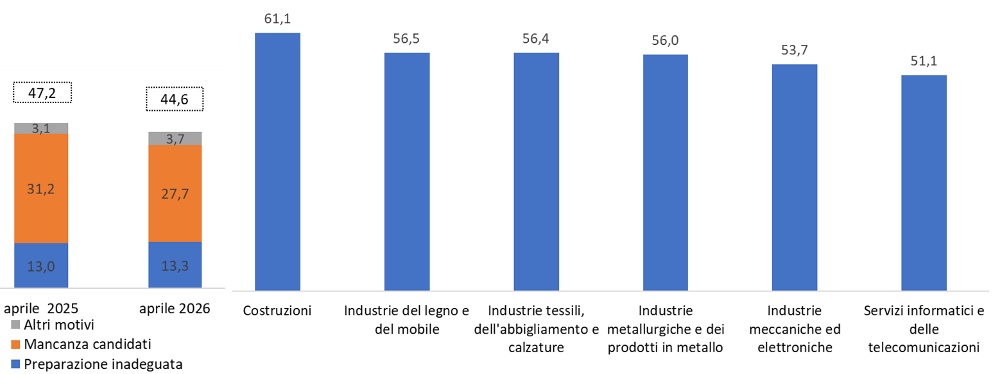 47,2
3,1
31,2
13,0
aprile  2025
44,6
3,7
27,7
13,3
aprile 2026
Altri motivi
Mancanza candidati
Preparazione inadeguata
61,1
56,5
56,4
56,0
53,7
51,1
Costruzioni
Industrie del legno e
del mobile
Industrie tessili,
dell'abbigliamento e
calzature
Industrie
metallurgiche e dei
prodotti in metallo
Industrie
meccaniche ed
elettroniche
Servizi informatici e
delle
telecomunicazioni